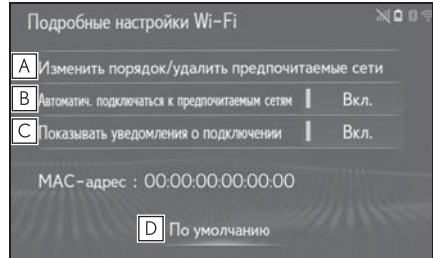 Подробные настройки Wi-Fi
A Изменить порядок/удалить предпочитаемые сети
B Автоматич. подключаться к предпочитаемым сетям Вкл.
C Показывать уведомления о подключении Вкл.
MAC-адрес : 00:00:00:00:00:00
D По умолчанию